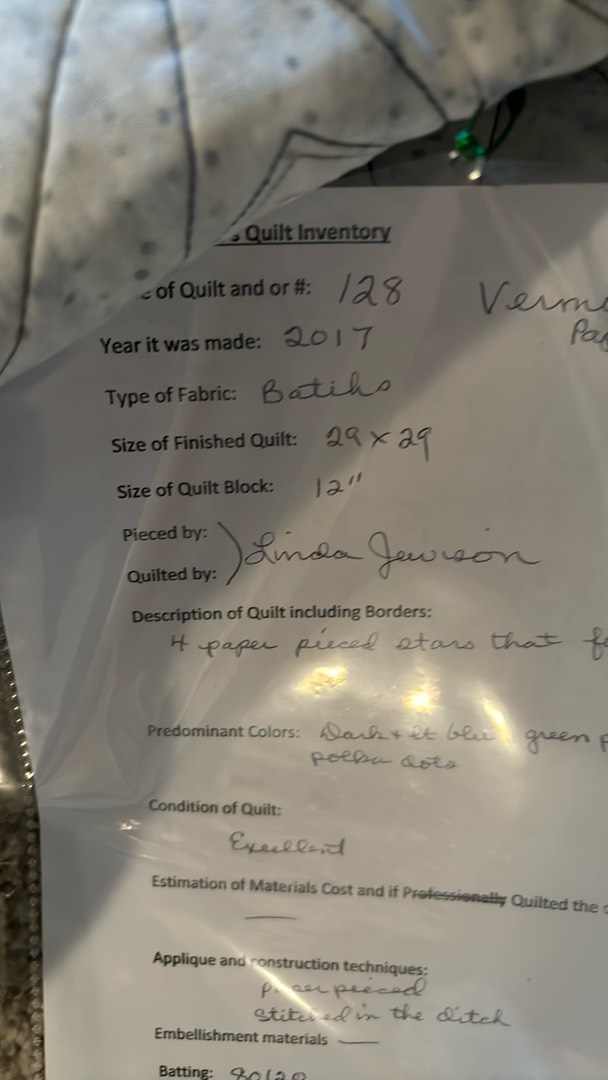 Quilt Inventory
of Quilt and or #: 128
Year it was made: 2017
Type of Fabric: Batiks
Size of Finished Quilt: 29 x 29
Size of Quilt Block: 12"
Pieced by:
Quilted by: Linda
Description of Quilt including Borders:
4 paper pieced stars that
Predominant Colors: Dark + lt blue green
polka dots
Condition of Quilt:
Excellent
Estimation of Materials Cost and if Professionally Quilted the
Applique and construction techniques:
paper pieced
stitched in the ditch
Embellishment materials —
Batting: 80/20